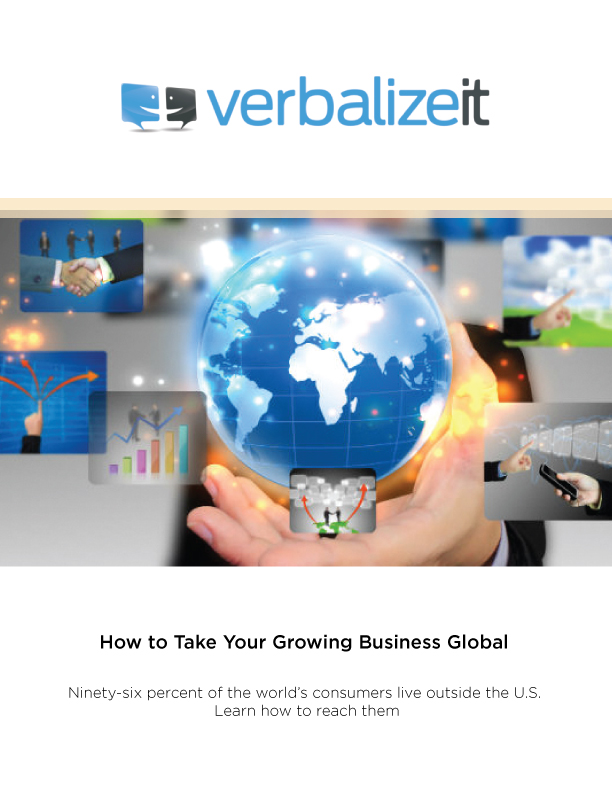 verbalizeit
How to Take Your Growing Business Global
Ninety-six percent of the world's consumers live outside the U.S.
Learn how to reach them